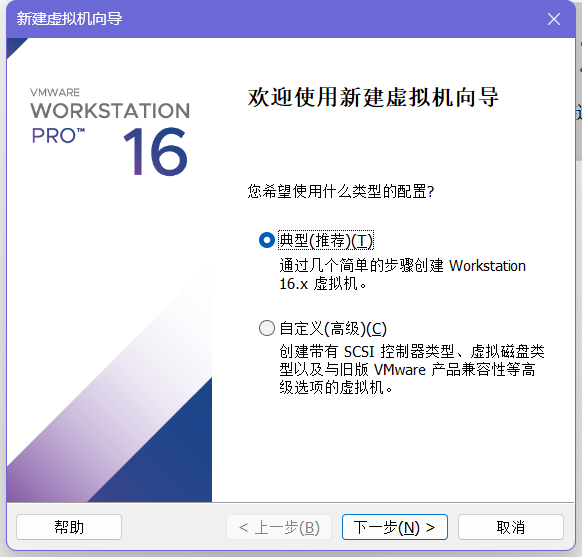 新建虚拟机向导
VMWARE
WORKSTATION
PRO™
16
欢迎使用新建虚拟机向导
您希望使用什么类型的配置?
典型(推荐)(T)
通过几个简单的步骤创建 Workstation
16.x 虚拟机。
自定义(高级)(C)
创建带有 SCSI 控制器类型、虚拟磁盘类
型以及与旧版 VMware 产品兼容性等高
级选项的虚拟机。
帮助
< 上一步(B)
下一步(N) >
取消